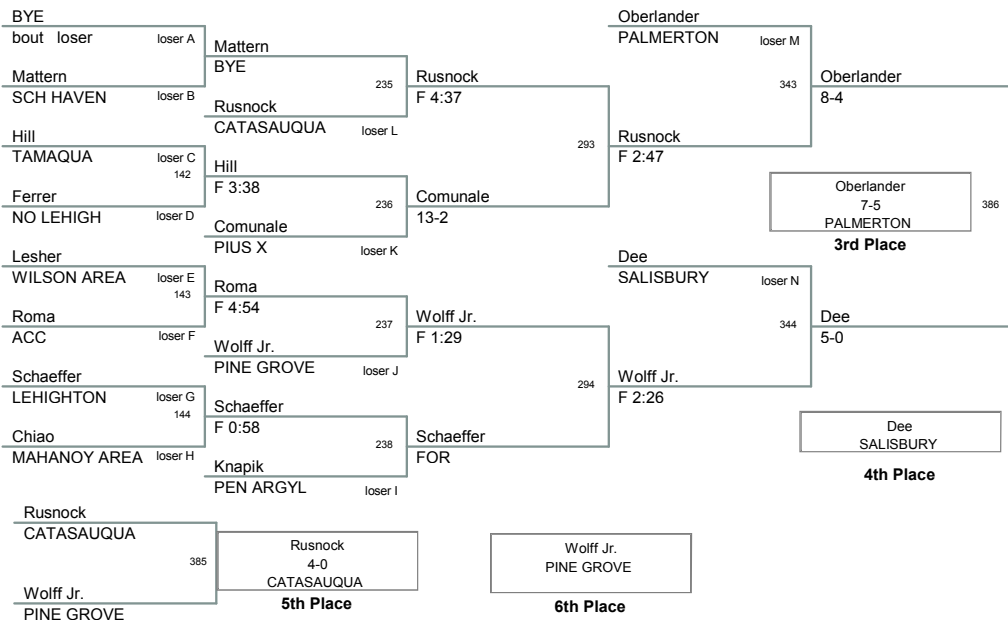 BYE
bout loser
loser A
Mattern
SCH HAVEN
loser B
Hill
TAMAQUA
loser C
142
Ferrer
NO LEHIGH
loser D
Lesher
WILSON AREA
loser E
143
Roma
ACC
loser F
Schaeffer
LEHIGHTON
loser G
144
Chiao
MAHANOY AREA
loser H
Mattern
BYE
235
Rusnock
CATASAUQUA
loser L
Hill
F 3:38
236
Comunale
PIUS X
loser K
Roma
F 4:54
237
Wolff Jr.
PINE GROVE
loser J
Schaeffer
F 0:58
238
Knapik
PEN ARGYL
loser I
Rusnock
F 4:37
293
Comunale
13-2
Wolff Jr.
F 1:29
294
Schaeffer
FOR
Oberlander
PALMERTON
loser M
343
Rusnock
F 2:47
Dee
SALISBURY
loser N
344
Wolff Jr.
F 2:26
Oberlander
8-4
Oberlander
7-5
PALMERTON
386
3rd Place
Dee
5-0
Dee
SALISBURY
4th Place
Rusnock
CATASAUQUA
385
Wolff Jr.
PINE GROVE
Rusnock
4-0
CATASAUQUA
5th Place
Wolff Jr.
PINE GROVE
6th Place